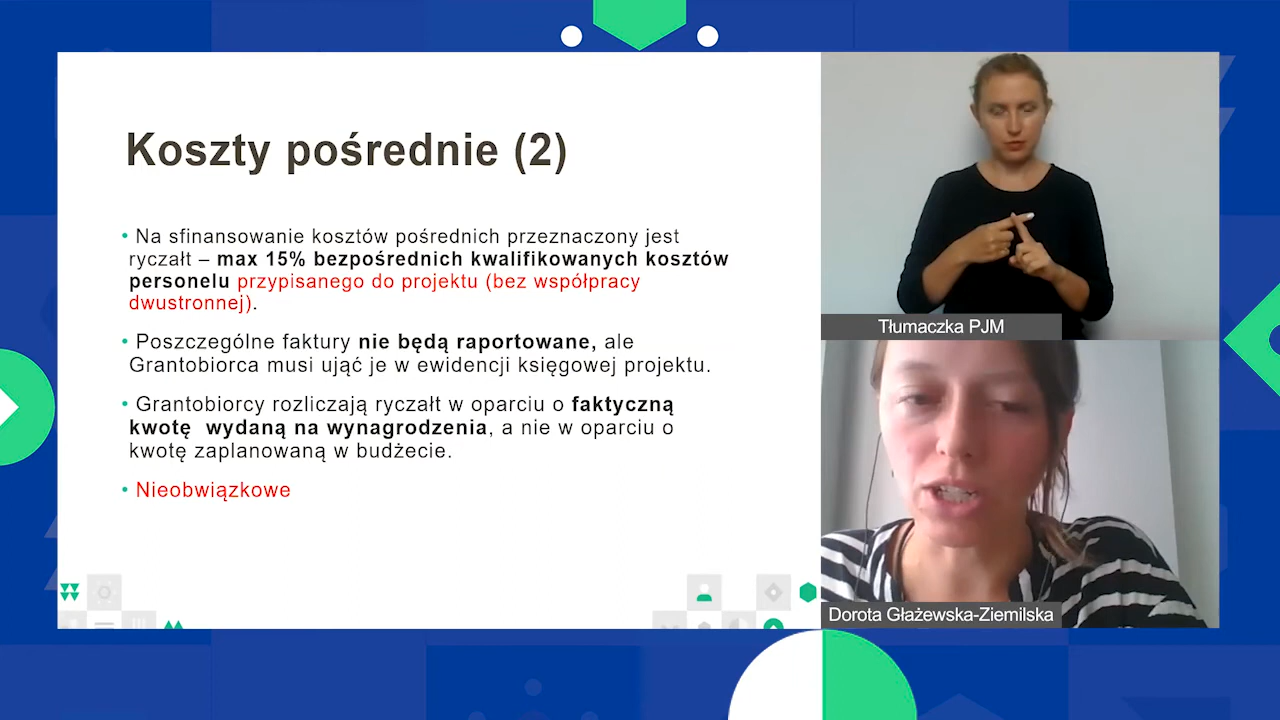 Koszty pośrednie (2)
• Na sfinansowanie kosztów pośrednich przeznaczony jest
ryczałt – max 15% bezpośrednich kwalifikowanych kosztów
personelu przypisanego do projektu (bez współpracy
dwustronnej).
• Poszczególne faktury nie będą raportowane, ale
Grantobiorca musi ująć je w ewidencji księgowej projektu.
• Grantobiorcy rozliczają ryczałt w oparciu o faktyczną
kwotę wydaną na wynagrodzenia, a nie w oparciu o
kwotę zaplanowaną w budżecie.
• Nieobwiązkowe
Tłumaczka PJM
Dorota Głażewska-Ziemilska